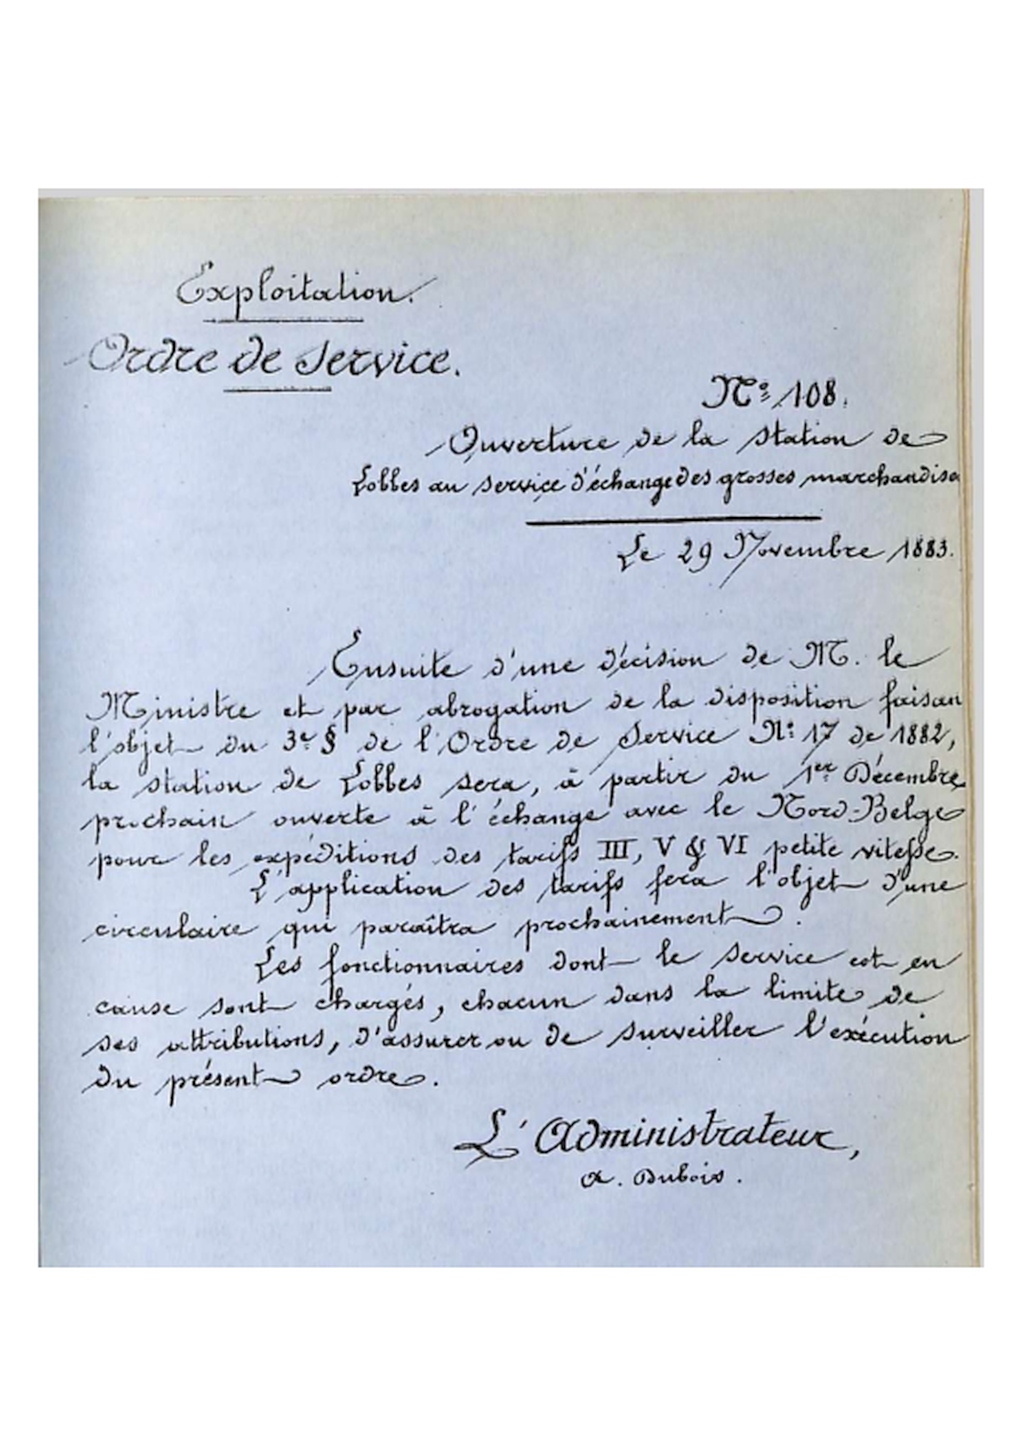 Exploitation.
Ordre de Service.
N° 108.
Ouverture de la station de
Lobbes au service d'échange des grosses marchandise
Le 29 Novembre 1883.
Ensuite d'une décision de M. le
Ministre et par abrogation de la disposition faisan
l'objet du 3e § de l'Ordre de Service N° 17 de 1882,
la station de Lobbes sera, à partir du 1er Décembre
prochain ouverte à l'échange avec le Nord-Belge
pour les expéditions des tarifs III, V & VI petite vitesse.
L'application des tarifs fera l'objet d'une
circulaire qui paraîtra prochainement.
Les fonctionnaires dont le service est en
cause sont chargés, chacun dans la limite de
ses attributions, d'assurer ou de surveiller l'exécution
du présent ordre.
L'Administrateur,
A. Dubois.